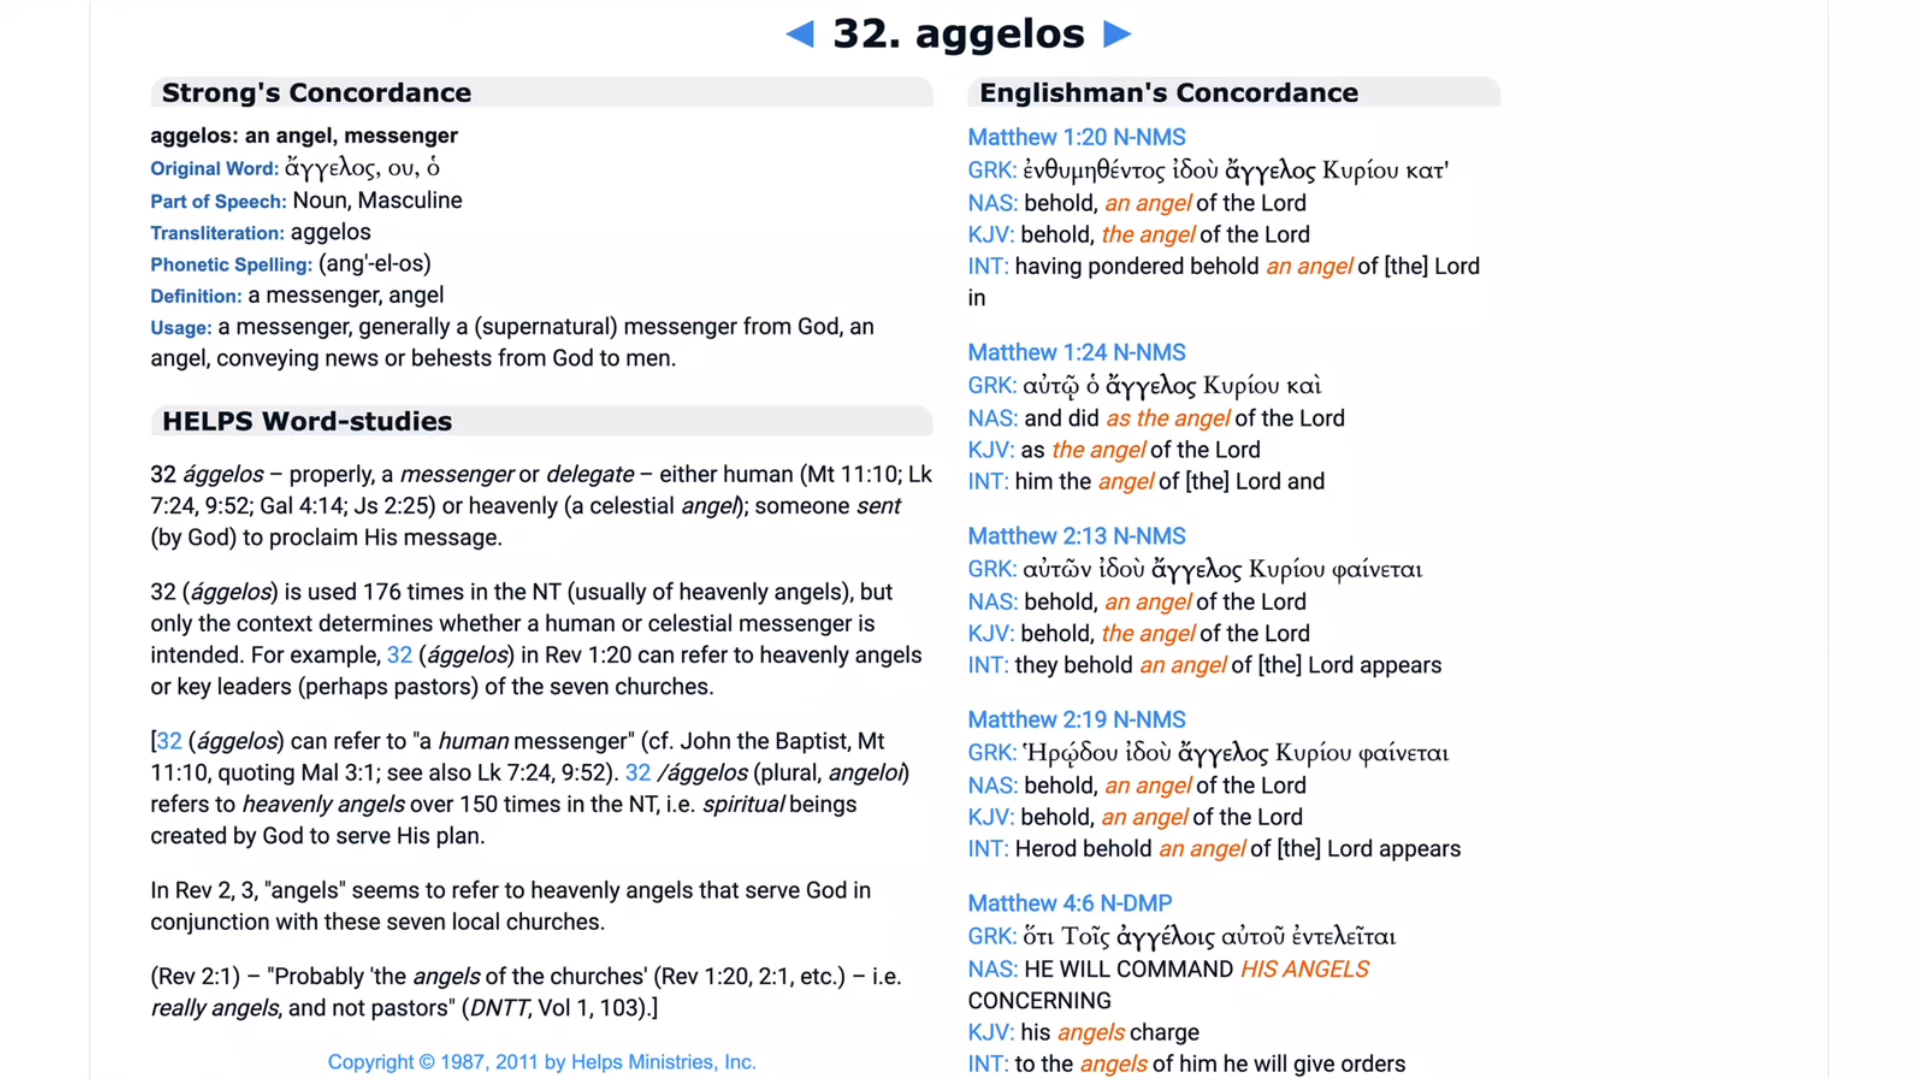 32. aggelos
Strong's Concordance
aggelos: an angel, messenger
Original Word: ἄγγελος, ου, ὁ
Part of Speech: Noun, Masculine
Transliteration: aggelos
Phonetic Spelling: (ang'-el-os)
Definition: a messenger, angel
Usage: a messenger, generally a (supernatural) messenger from God, an
angel, conveying news or behests from God to men.
HELPS Word-studies
32 ággelos – properly, a messenger or delegate – either human (Mt 11:10; Lk
7:24, 9:52; Gal 4:14; Js 2:25) or heavenly (a celestial angel); someone sent
(by God) to proclaim His message.
32 (ággelos) is used 176 times in the NT (usually of heavenly angels), but
only the context determines whether a human or celestial messenger is
intended. For example, 32 (ággelos) in Rev 1:20 can refer to heavenly angels
or key leaders (perhaps pastors) of the seven churches.
[32 (ággelos) can refer to "a human messenger" (cf. John the Baptist, Mt
11:10, quoting Mal 3:1; see also Lk 7:24, 9:52). 32 /ággelos (plural, angeloi)
refers to heavenly angels over 150 times in the NT, i.e. spiritual beings
created by God to serve His plan.
In Rev 2, 3, "angels" seems to refer to heavenly angels that serve God in
conjunction with these seven local churches.
(Rev 2:1) – "Probably 'the angels of the churches' (Rev 1:20, 2:1, etc.) – i.e.
really angels, and not pastors" (DNTT, Vol 1, 103).]
Copyright © 1987, 2011 by Helps Ministries, Inc.
Englishman's Concordance
Matthew 1:20 N-NMS
GRK: ἐνθυμηθέντος ἰδοὺ ἄγγελος Κυρίου κατ'
NAS: behold, an angel of the Lord
KJV: behold, the angel of the Lord
INT: having pondered behold an angel of [the] Lord
in
Matthew 1:24 N-NMS
GRK: αὐτῷ ὁ ἄγγελος Κυρίου καὶ
NAS: and did as the angel of the Lord
KJV: as the angel of the Lord
INT: him the angel of [the] Lord and
Matthew 2:13 N-NMS
GRK: αὐτῶν ἰδοὺ ἄγγελος Κυρίου φαίνεται
NAS: behold, an angel of the Lord
KJV: behold, the angel of the Lord
INT: they behold an angel of [the] Lord appears
Matthew 2:19 N-NMS
GRK: Ἡρῴδου ἰδοὺ ἄγγελος Κυρίου φαίνεται
NAS: behold, an angel of the Lord
KJV: behold, an angel of the Lord
INT: Herod behold an angel of [the] Lord appears
Matthew 4:6 N-DMP
GRK: ὅτι Τοῖς ἀγγέλοις αὐτοῦ ἐντελεῖται
NAS: HE WILL COMMAND HIS ANGELS
CONCERNING
KJV: his angels charge
INT: to the angels of him he will give orders